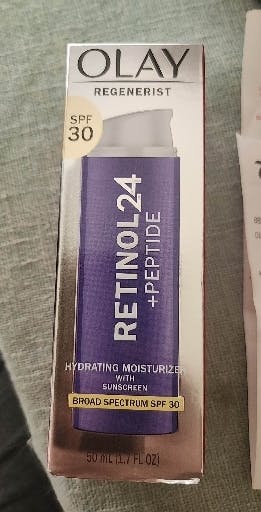 OLAY
REGENERIST
SPF
30
RETINOL24
+PEPTIDE
HYDRATING MOISTURIZER
WITH
SUNSCREEN
BROAD SPECTRUM SPF 30
50 mL (1.7 FL OZ)